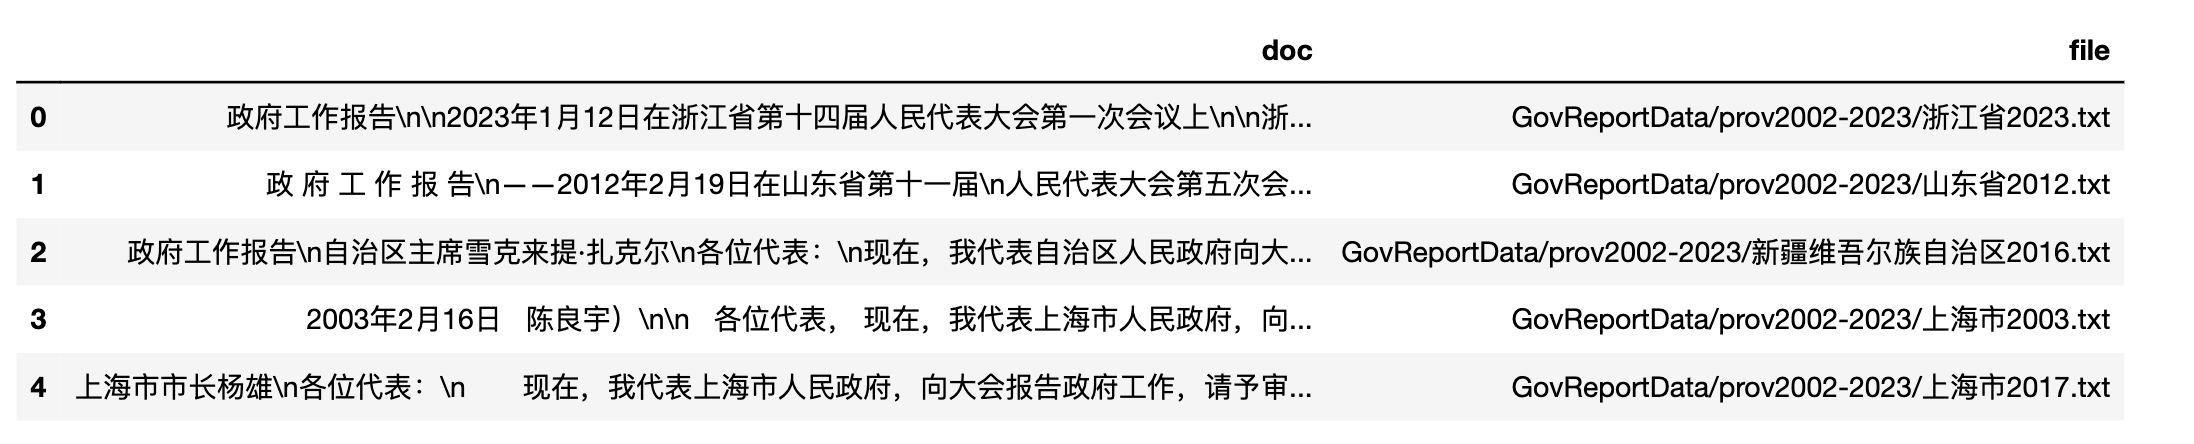 doc file
0 政府工作报告\n\n2023年1月12日在浙江省第十四届人民代表大会第一次会议上\n\n浙... GovReportData/prov2002-2023/浙江省2023.txt
1 政 府 工 作 报 告\n——2012年2月19日在山东省第十一届\n人民代表大会第五次会... GovReportData/prov2002-2023/山东省2012.txt
2 政府工作报告\n自治区主席雪克来提·扎克尔\n各位代表：\n现在，我代表自治区人民政府向大... GovReportData/prov2002-2023/新疆维吾尔族自治区2016.txt
3 2003年2月16日 陈良宇）\n\n 各位代表， 现在，我代表上海市人民政府，向... GovReportData/prov2002-2023/上海市2003.txt
4 上海市市长杨雄\n各位代表：\n 现在，我代表上海市人民政府，向大会报告政府工作，请予审... GovReportData/prov2002-2023/上海市2017.txt